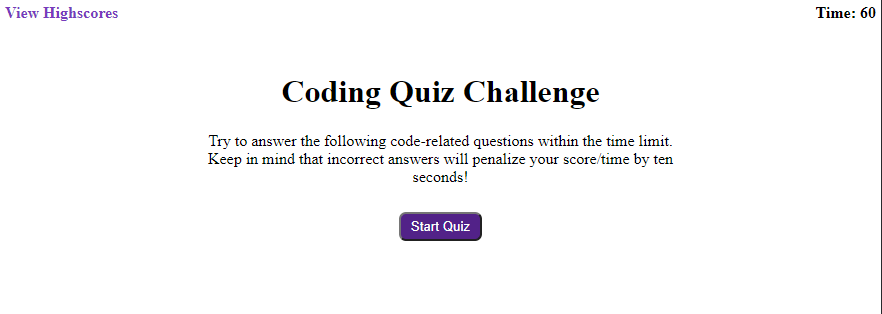 View Highscores
Time: 60
Coding Quiz Challenge
Try to answer the following code-related questions within the time limit.
Keep in mind that incorrect answers will penalize your score/time by ten
seconds!
Start Quiz